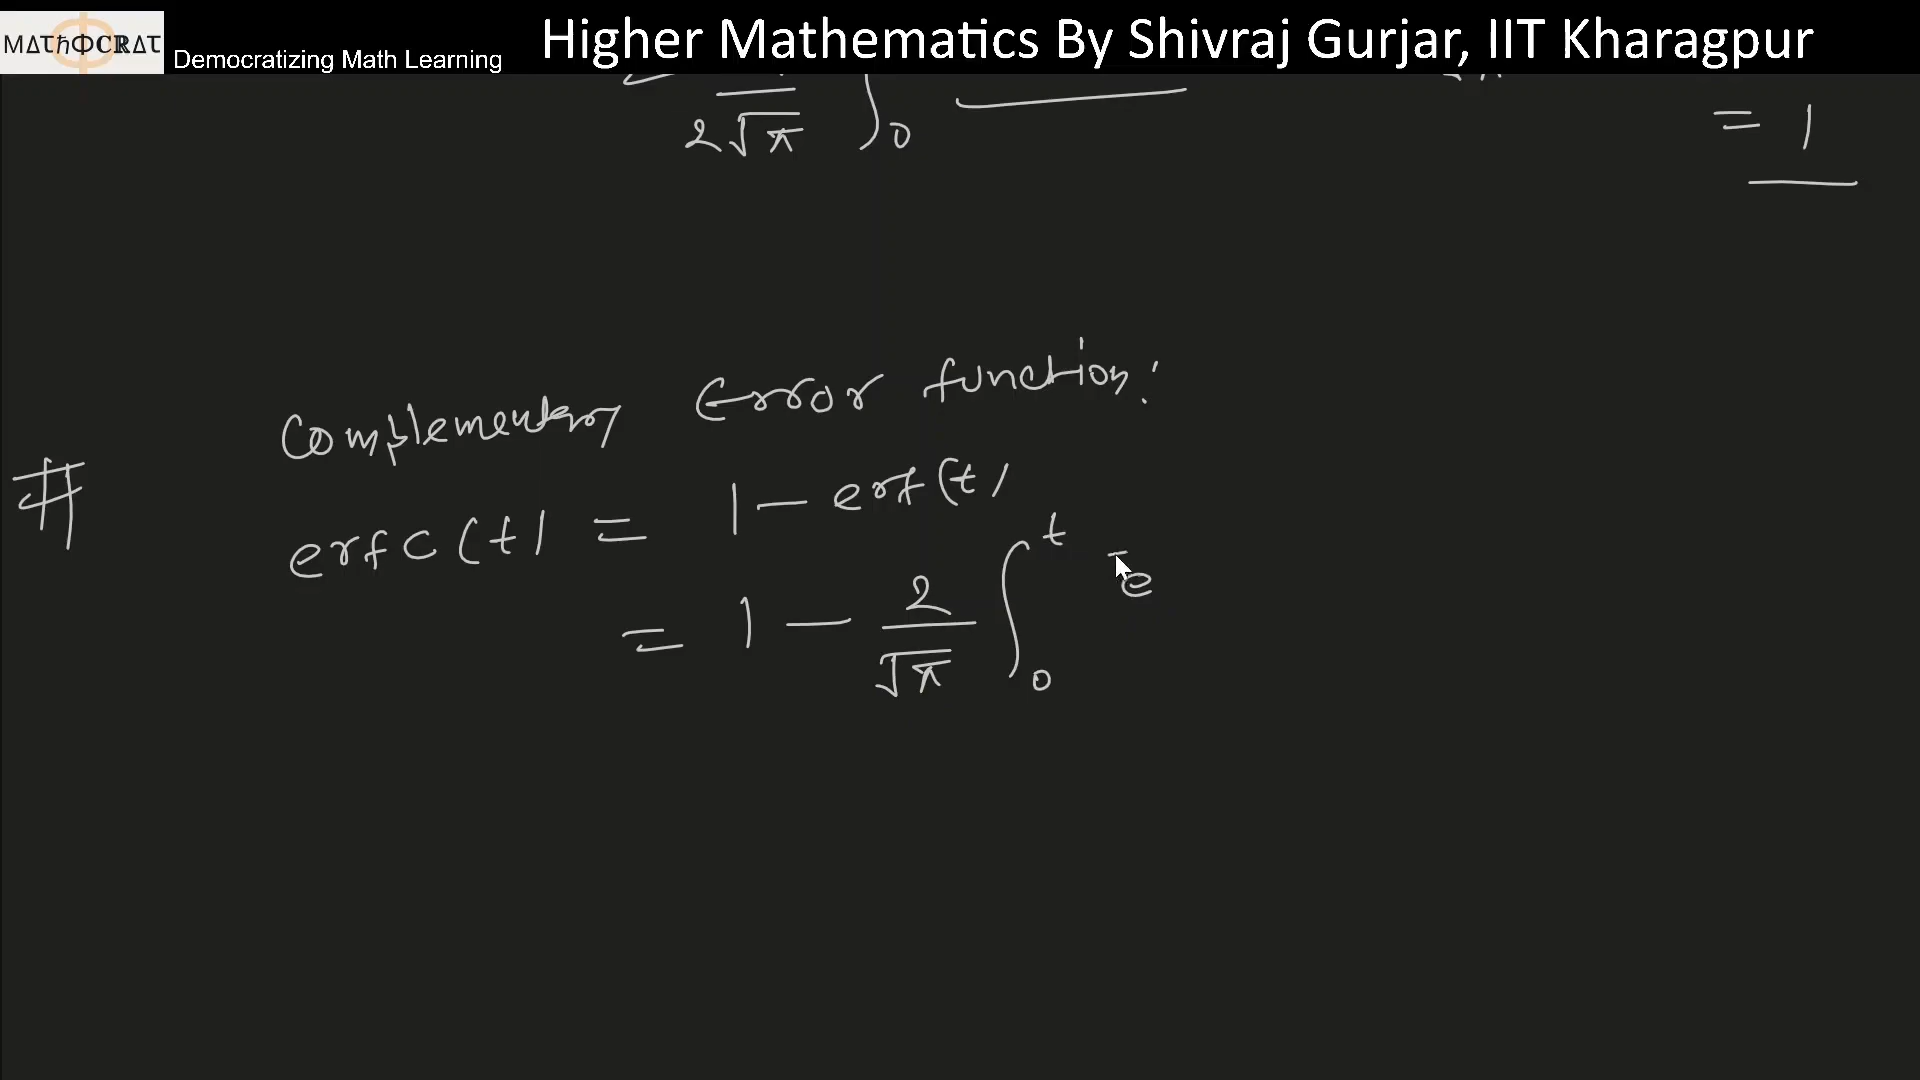 MΔTℏΦCℝΔT
Democratizing Math Learning
Higher Mathematics By Shivraj Gurjar, IIT Kharagpur
2√π ∫0
= 1
Complementary Error function:
#
erfc(t) = 1 - erf(t)
= 1 - 2/√π ∫0^t e^-